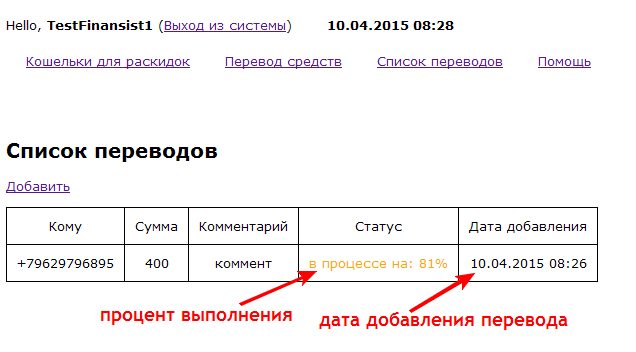 Hello, TestFinansist1 (Выход из системы) 10.04.2015 08:28
Кошельки для раскидок Перевод средств Список переводов Помощь
Список переводов
Добавить
Кому Сумма Комментарий Статус Дата добавления
+79629796895 400 коммент в процессе на: 81% 10.04.2015 08:26
процент выполнения дата добавления перевода